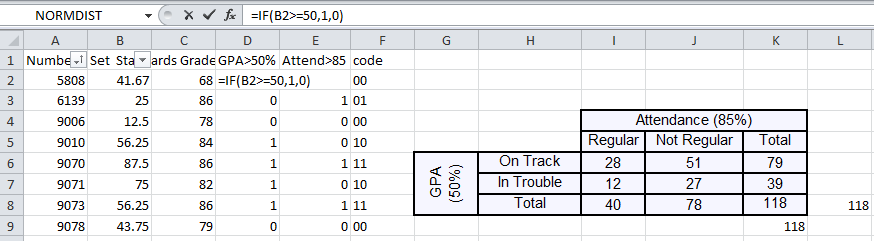 NORMDIST =IF(B2>=50,1,0)
A B C D E F G H I J K L
1 Numbe Set Sta ards Grade GPA>50% Attend>85 code
2 5808 41.67 68 =IF(B2>=50,1,0) 00
3 6139 25 86 0 1 01
4 9006 12.5 78 0 0 00 Attendance (85%)
5 9010 56.25 84 1 0 10 Regular Not Regular Total
6 9070 87.5 86 1 1 11 On Track 28 51 79
7 9071 75 82 1 0 10 GPA (50%) In Trouble 12 27 39
8 9073 56.25 86 1 1 11 Total 40 78 118 118
9 9078 43.75 79 0 0 00 118